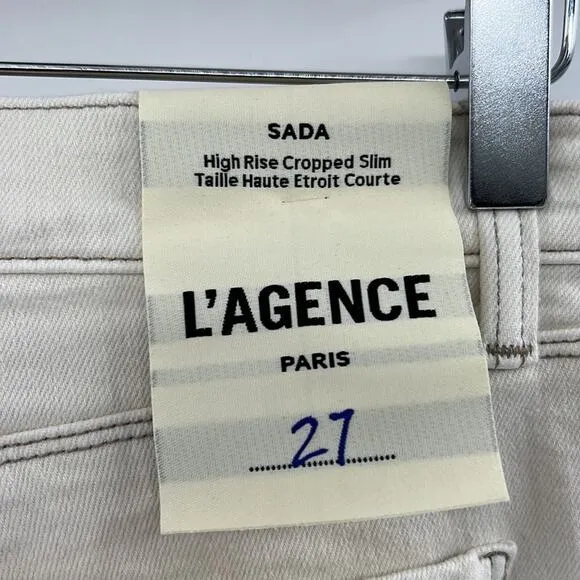 SADA
High Rise Cropped Slim
Taille Haute Etroit Courte
L'AGENCE
PARIS
27